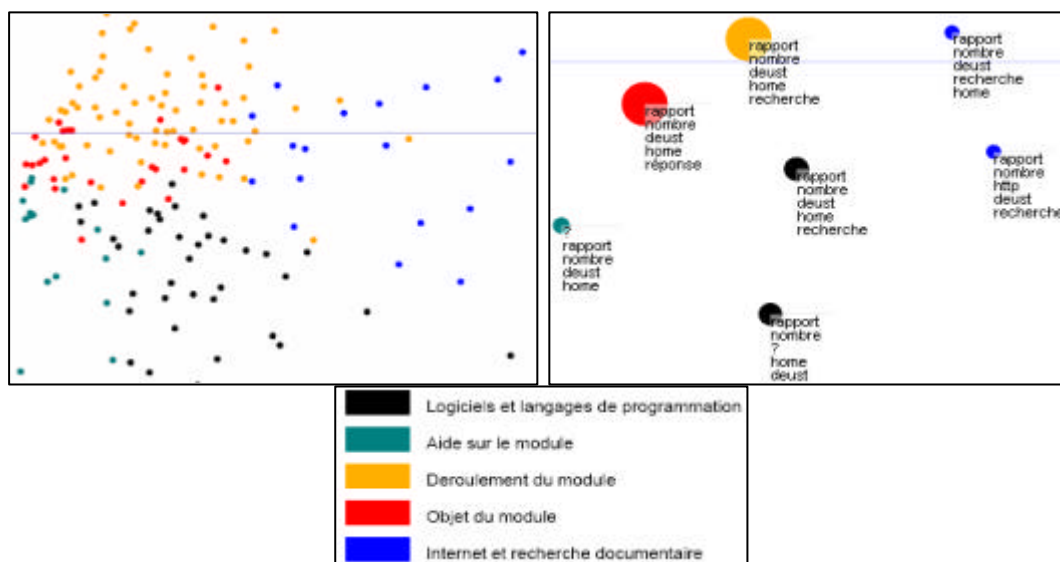 rapport
nombre
deust
home
recherche
rapport
nombre
deust
recherche
home
rapport
nombre
deust
home
réponse
rapport
nombre
deust
home
recherche
rapport
nombre
http
deust
recherche
?
rapport
nombre
deust
home
rapport
nombre
?
home
deust
Logiciels et langages de programmation
Aide sur le module
Deroulement du module
Objet du module
Internet et recherche documentaire